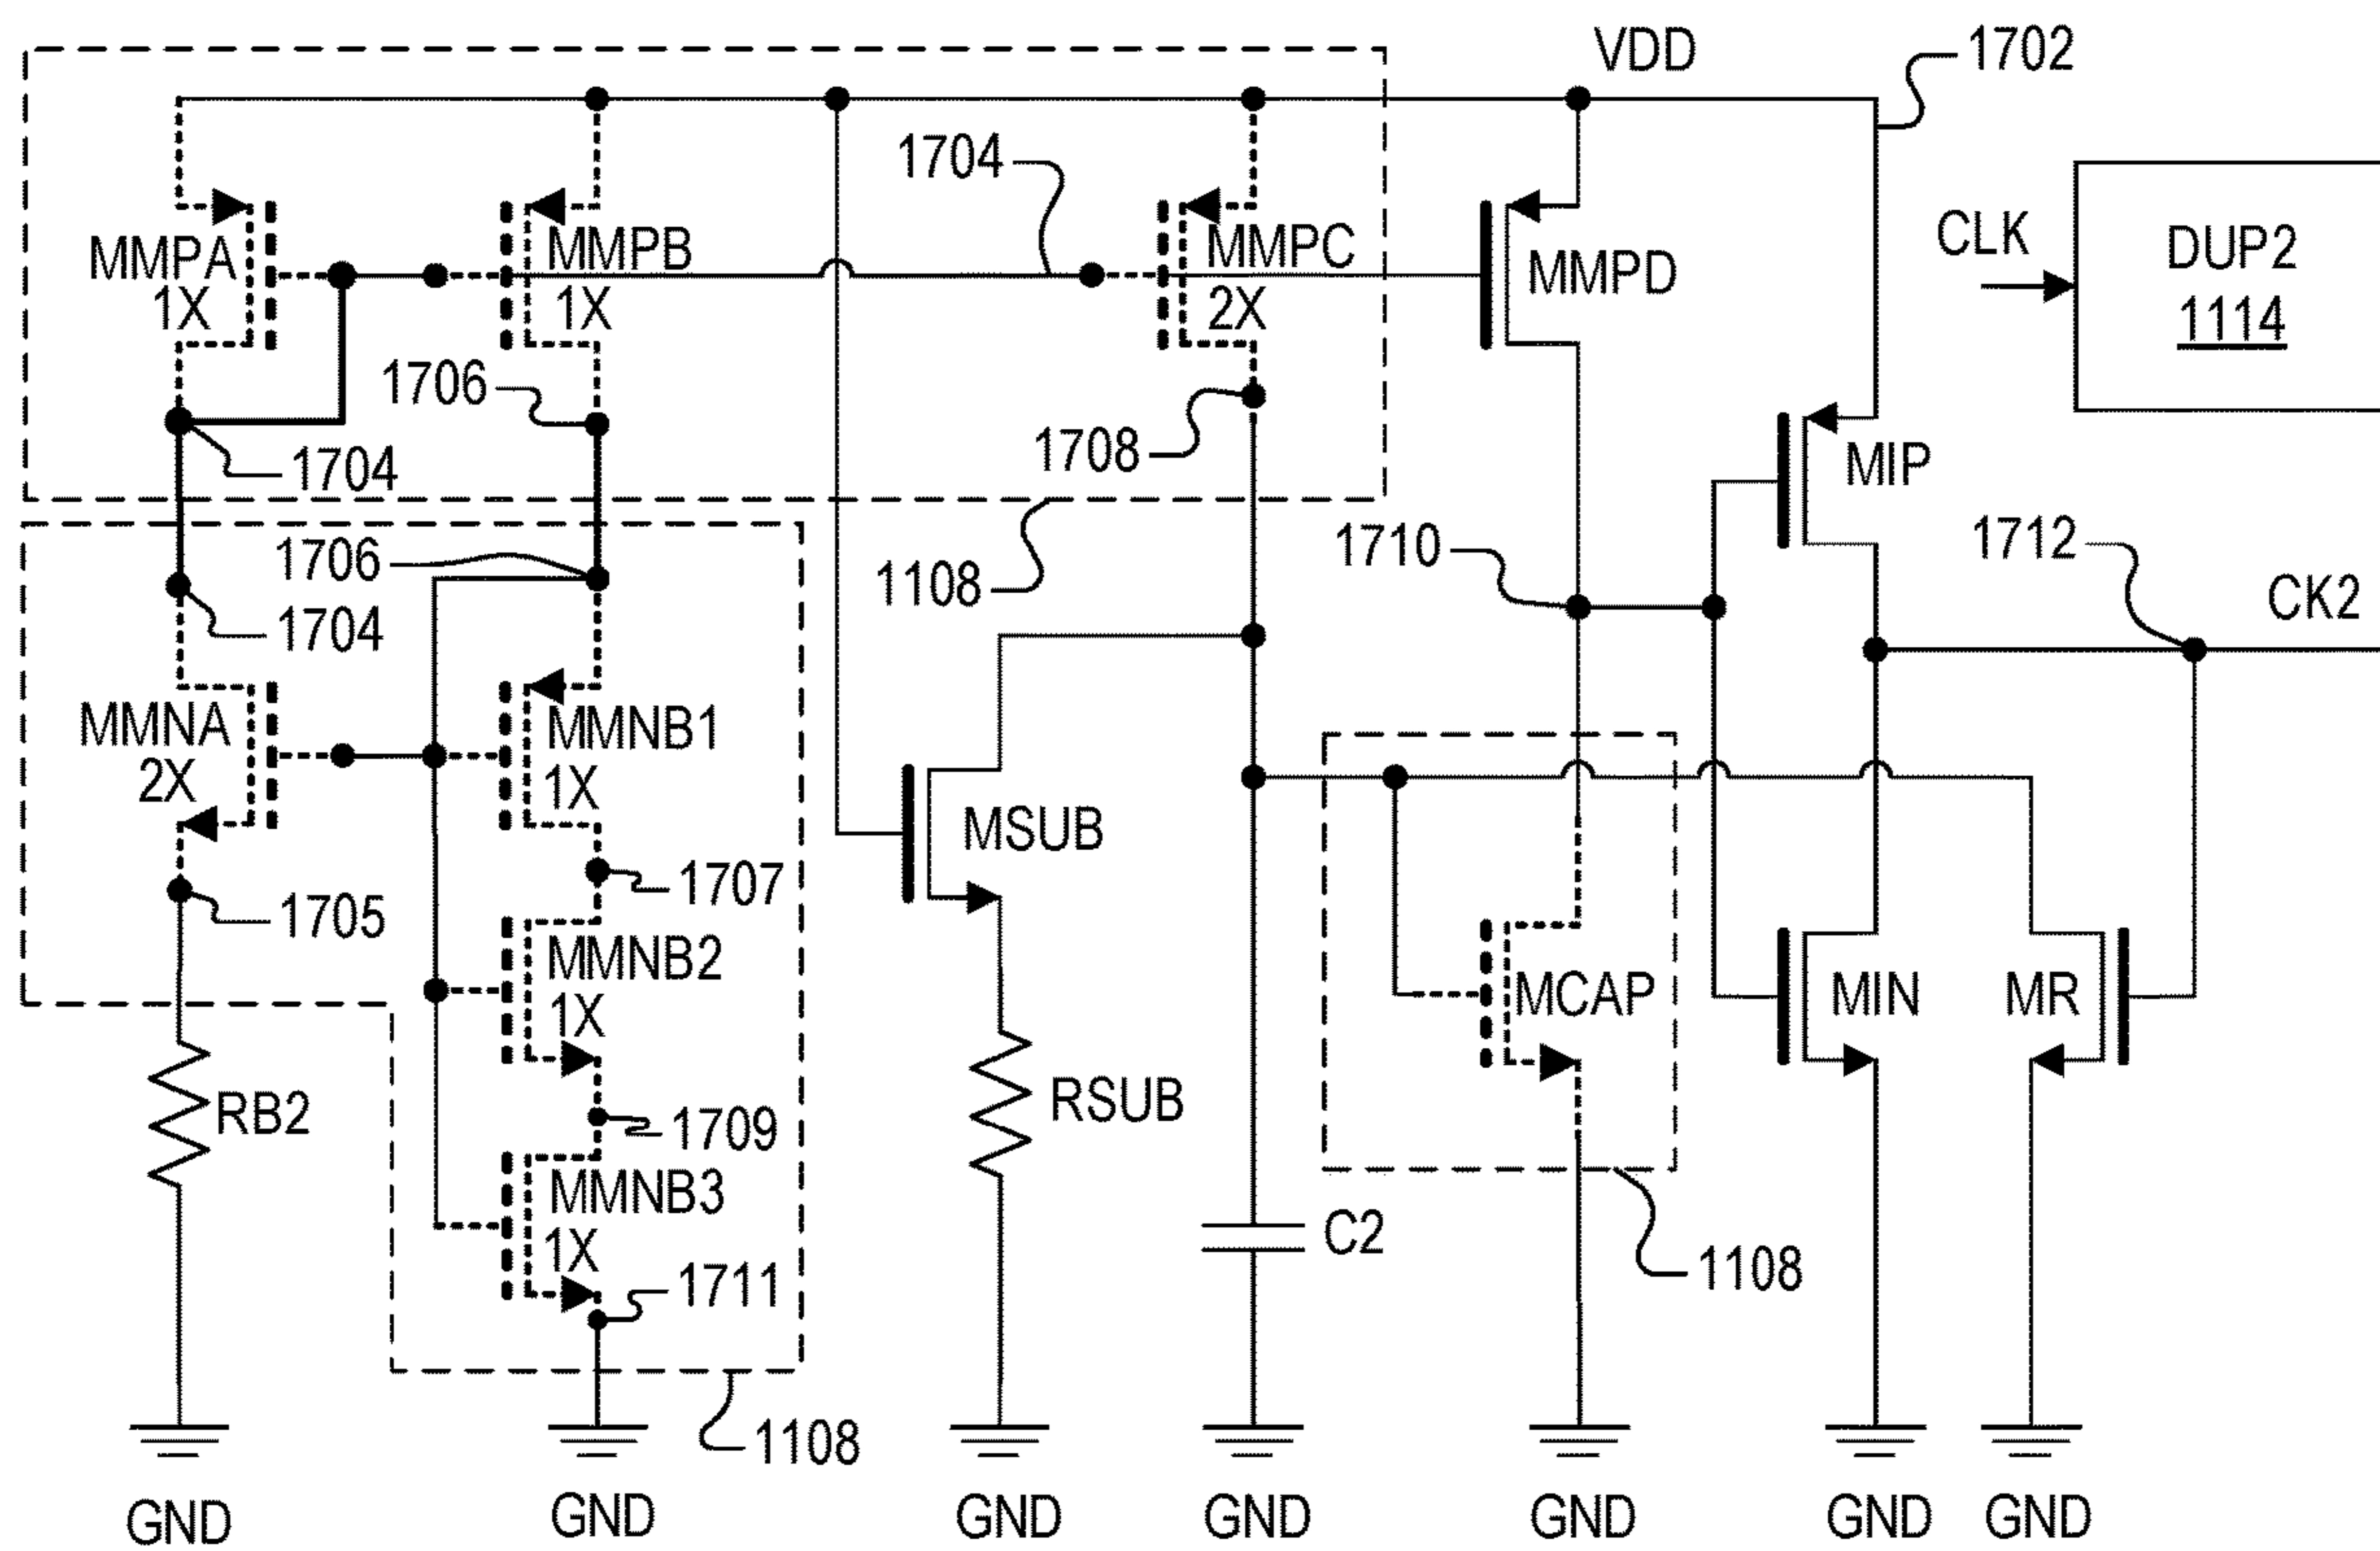 VDD
1702
1704
CLK
DUP2
1114
MMPA
1X
MMPB
1X
MMPC
2X
MMPD
1706
1704
1708
MIP
1706
1704
1108
1710
1712
CK2
MMNA
2X
MMNB1
1X
MSUB
1705
1707
MMNB2
1X
MCAP
MIN
MR
RB2
1709
RSUB
MMNB3
1X
C2
1711
1108
1108
GND
GND
GND
GND
GND
GND
GND